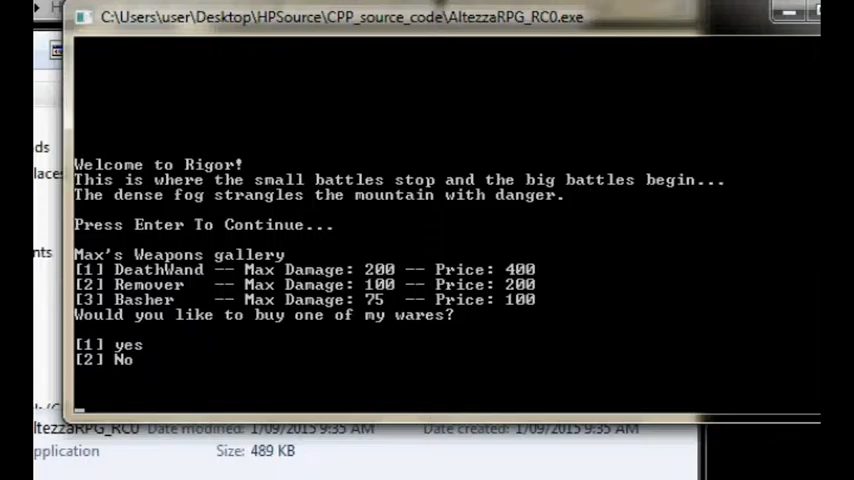 C:\Users\user\Desktop\HPSource\CPP_source_code\AltezzaRPG_RC0.exe
Welcome to Rigor!
This is where the small battles stop and the big battles begin...
The dense fog strangles the mountain with danger.
Press Enter To Continue...
Max's Weapons gallery
[1] DeathWand -- Max Damage: 200 -- Price: 400
[2] Remover -- Max Damage: 100 -- Price: 200
[3] Basher -- Max Damage: 75 -- Price: 100
Would you like to buy one of my wares?
[1] yes
[2] No
ds
laces
nts
ltezzaRPG_RC0 Date modified: 1/09/2015 9:35 AM Date created: 1/09/2015 9:35 AM
pplication Size: 489 KB